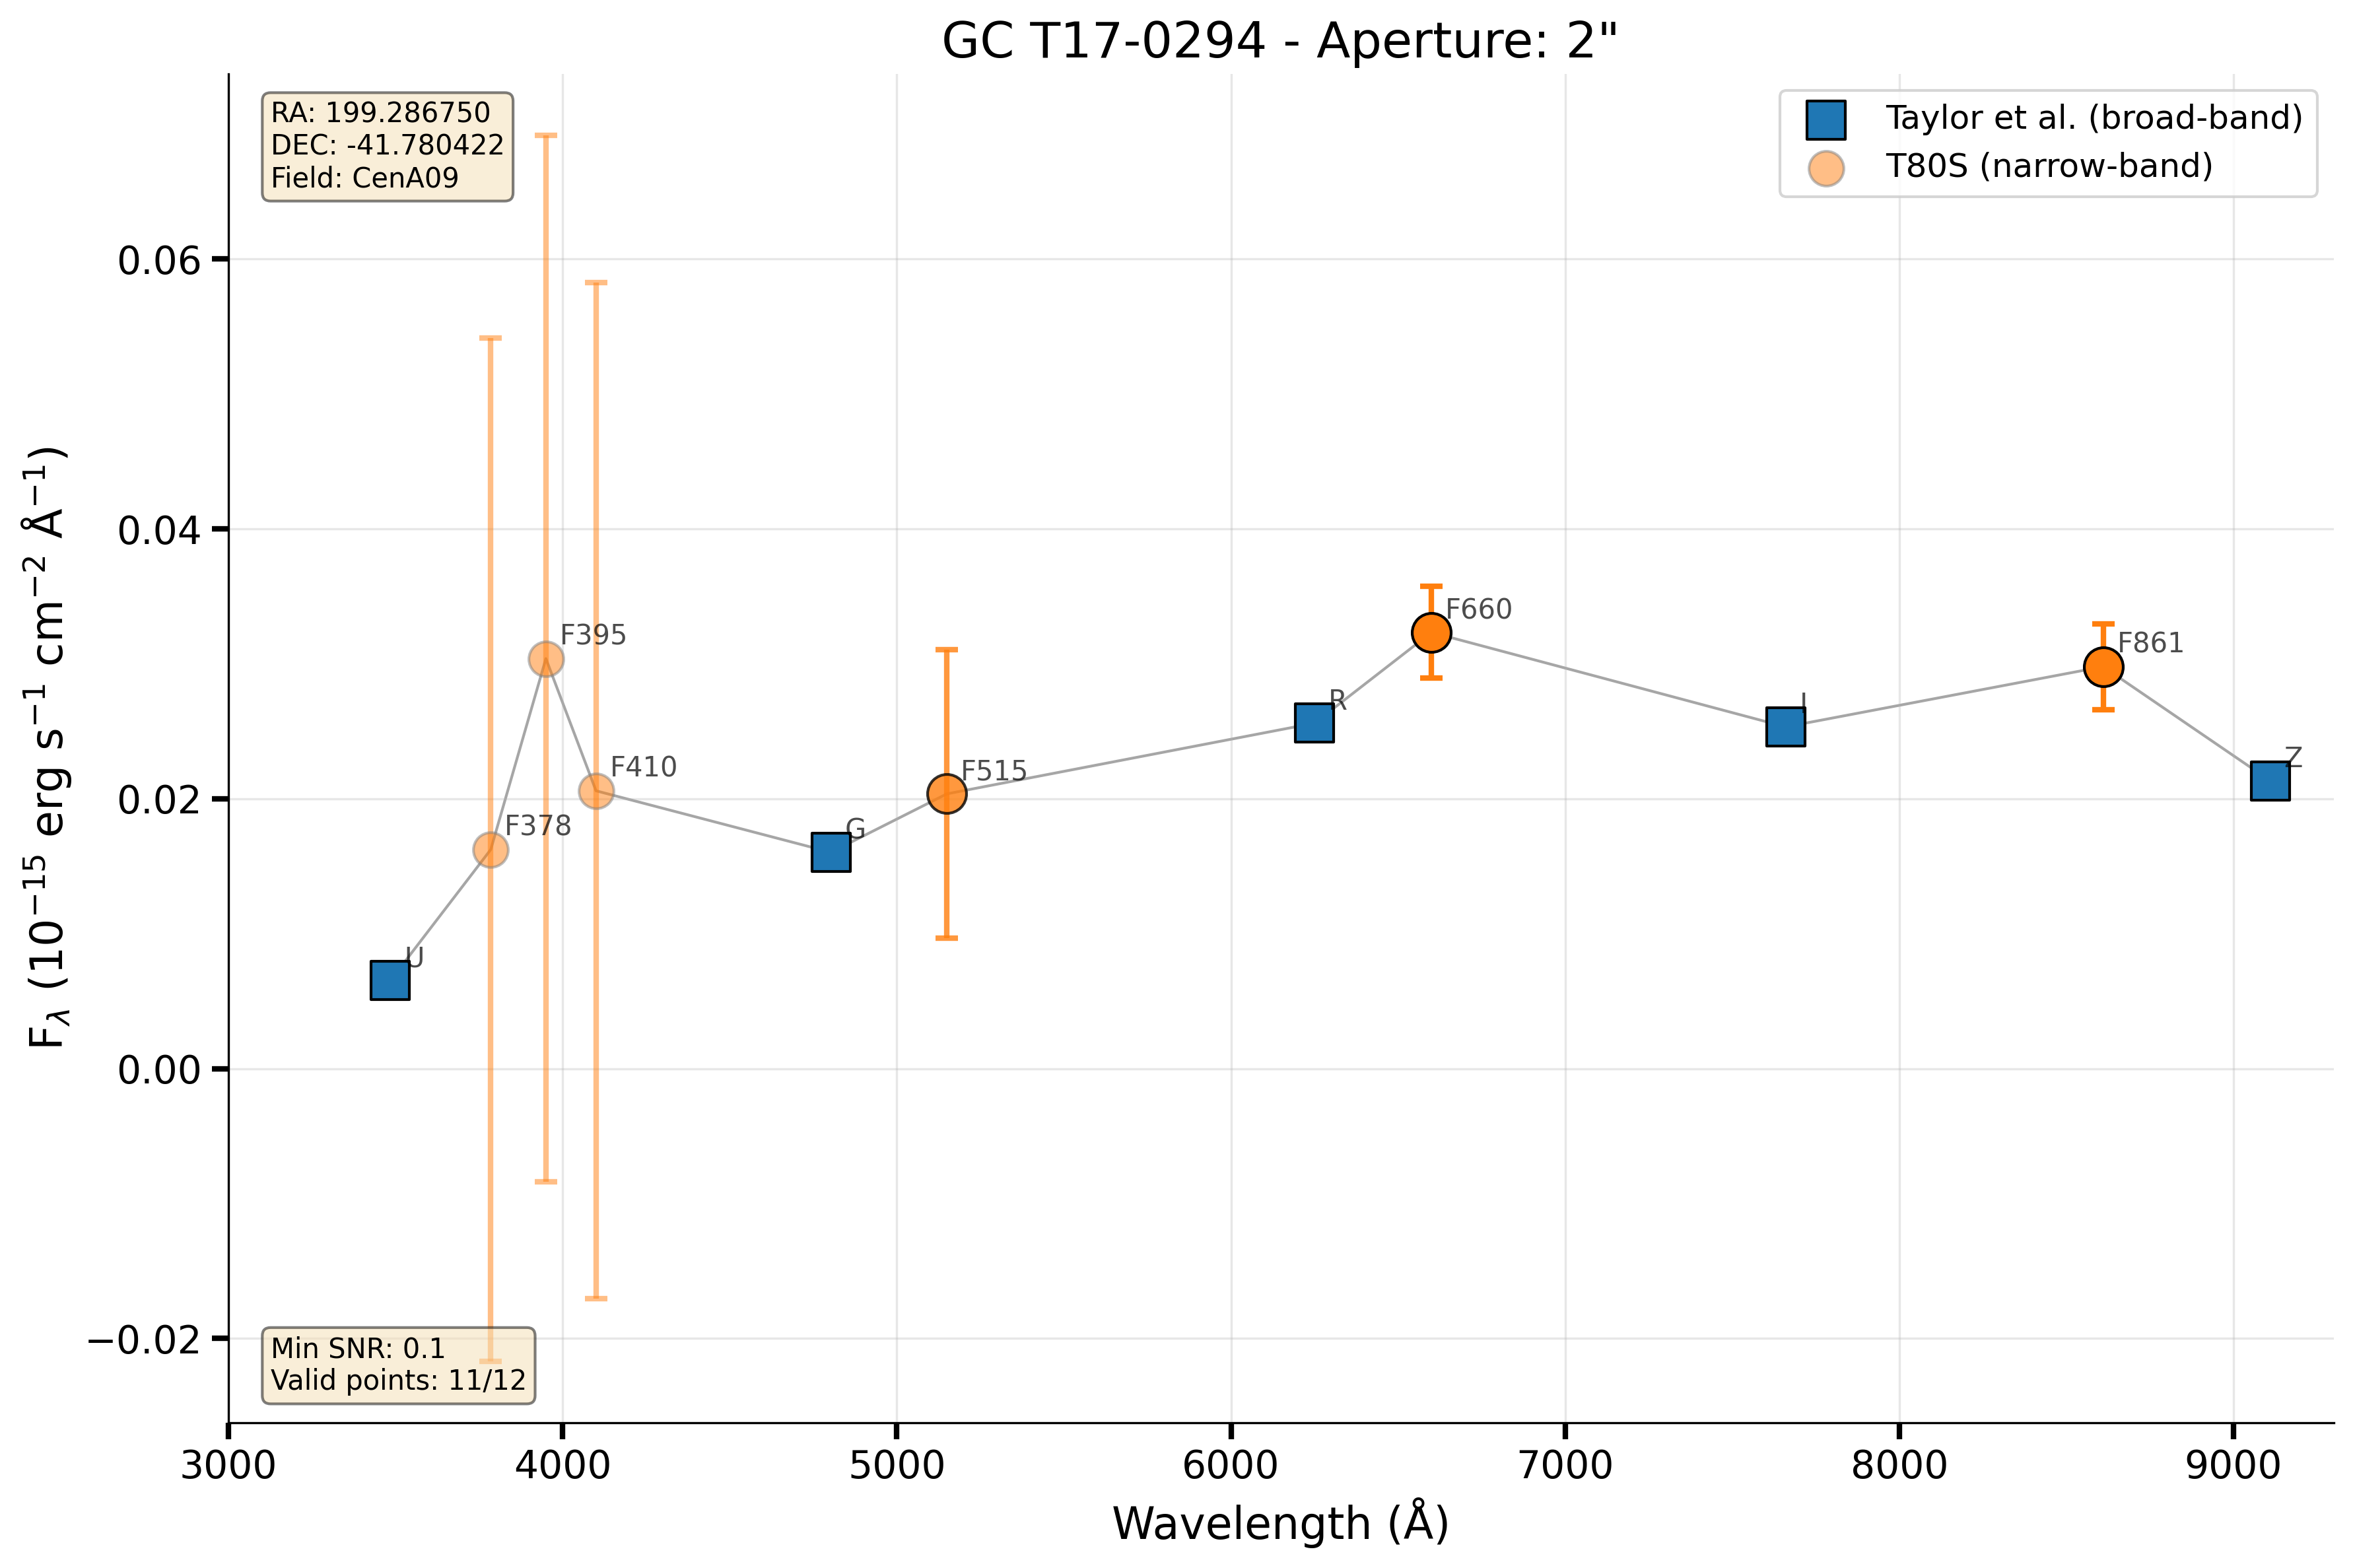 GC T17-0294 - Aperture: 2"
RA: 199.286750
DEC: -41.780422
Field: CenA09
Taylor et al. (broad-band)
T80S (narrow-band)
F_λ (10⁻¹⁵ erg s⁻¹ cm⁻² Å⁻¹)
0.06
0.04
0.02
0.00
−0.02
U
F378
F395
F410
G
F515
R
F660
I
F861
Z
Min SNR: 0.1
Valid points: 11/12
3000 4000 5000 6000 7000 8000 9000
Wavelength (Å)